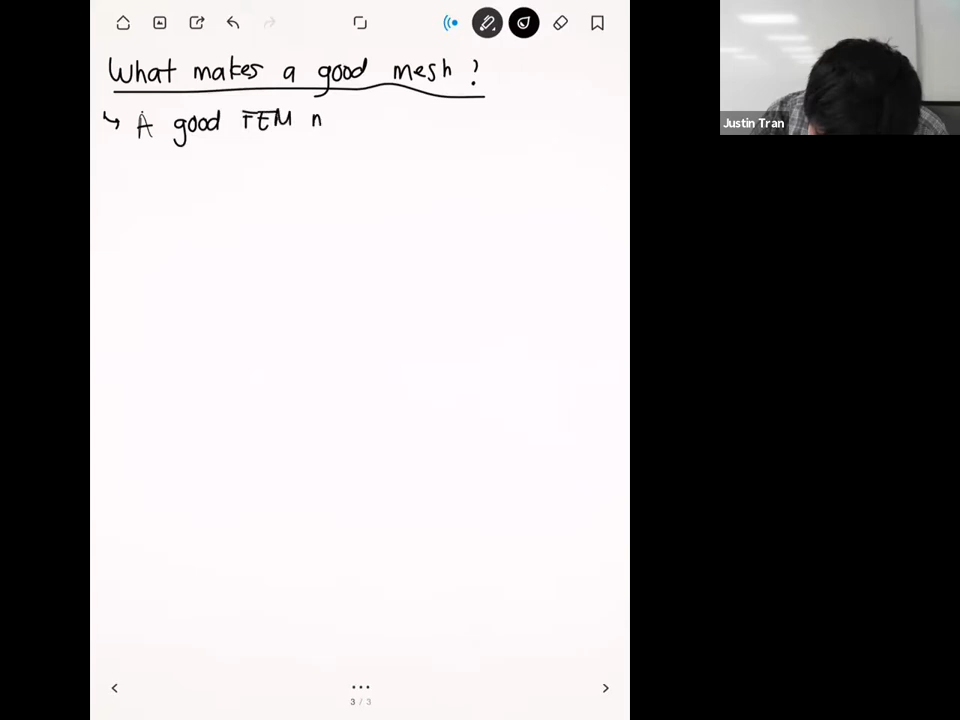 What makes a good mesh ?
↳ A good FEM n
Justin Tran
3 / 3